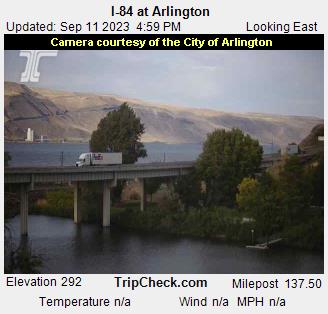 I-84 at Arlington
Updated: Sep 11 2023 4:59 PM Looking East
Camera courtesy of the City of Arlington
Elevation 292 TripCheck.com Milepost 137.50
Temperature n/a Wind n/a MPH n/a